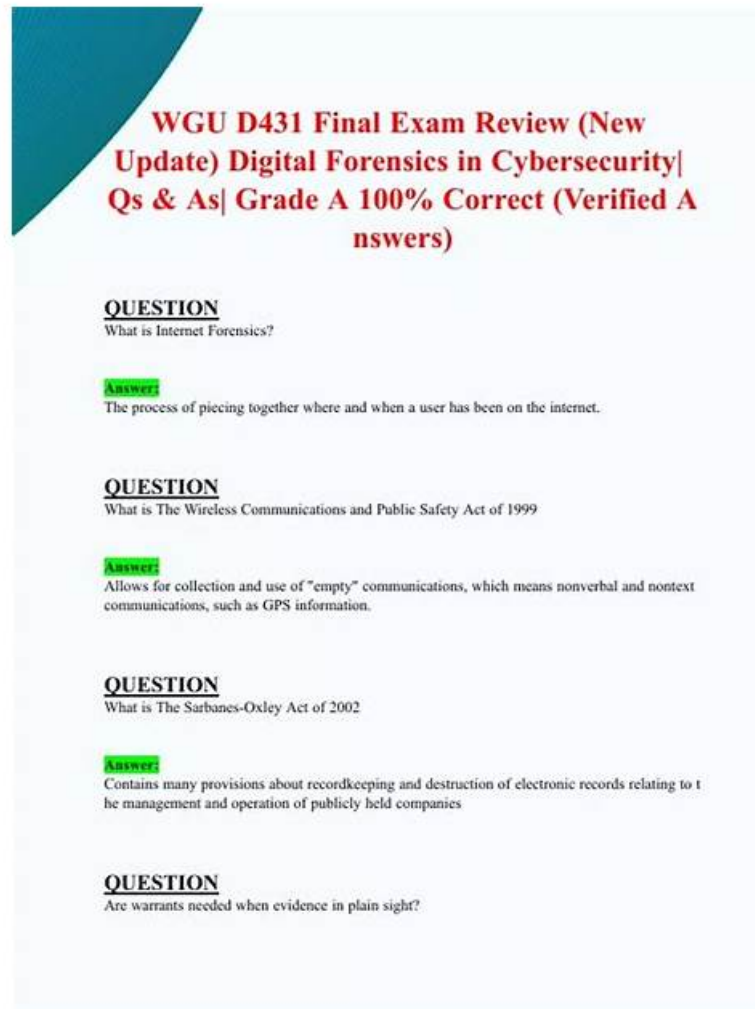 WGU D431 Final Exam Review (New
Update) Digital Forensics in Cybersecurity|
Qs & As| Grade A 100% Correct (Verified A
nswers)
QUESTION
What is Internet Forensics?
Answer:
The process of piecing together where and when a user has been on the internet.
QUESTION
What is The Wireless Communications and Public Safety Act of 1999
Answer:
Allows for collection and use of "empty" communications, which means nonverbal and nontext
communications, such as GPS information.
QUESTION
What is The Sarbanes-Oxley Act of 2002
Answer:
Contains many provisions about recordkeeping and destruction of electronic records relating to t
he management and operation of publicly held companies
QUESTION
Are warrants needed when evidence in plain sight?